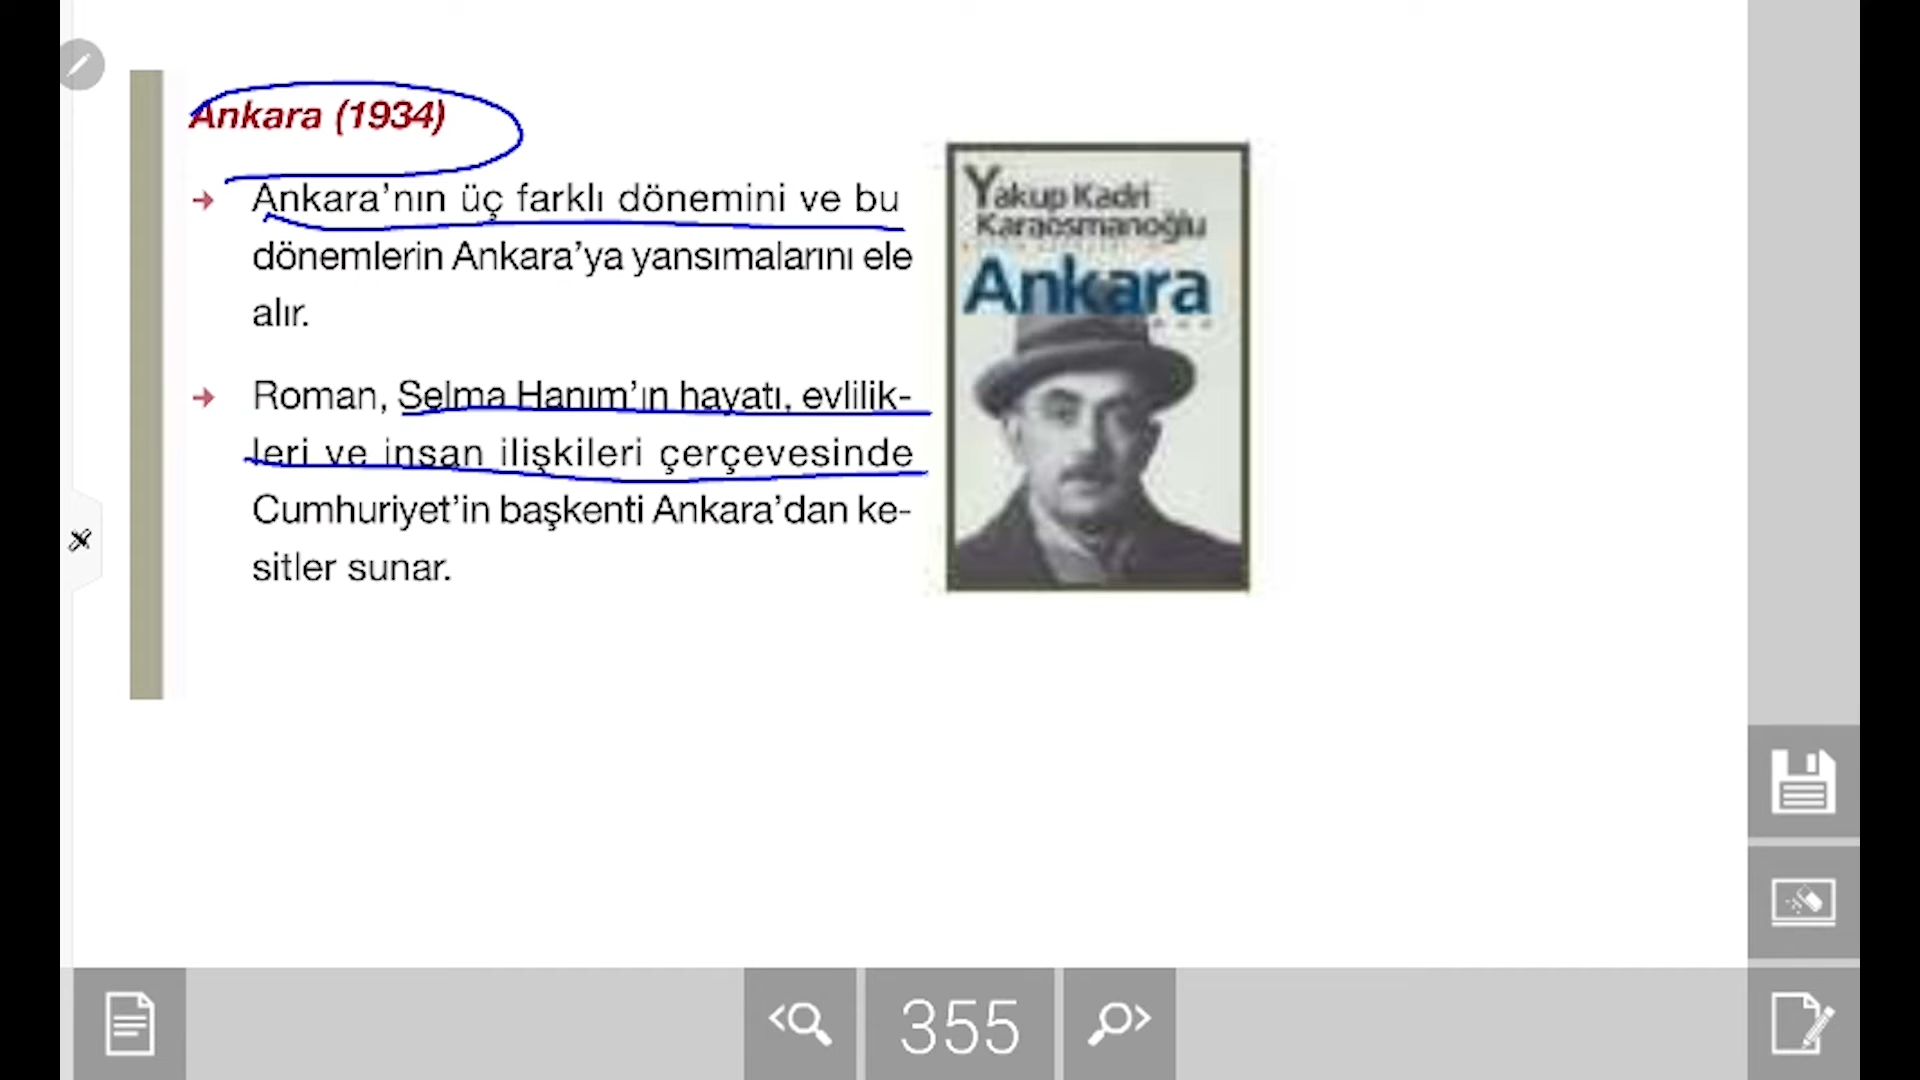 Ankara (1934)
Ankara'nın üç farklı dönemini ve bu
dönemlerin Ankara'ya yansımalarını ele
alır.
Roman, Selma Hanım'ın hayatı, evlilik-
leri ve insan ilişkileri çerçevesinde
Cumhuriyet'in başkenti Ankara'dan ke-
sitler sunar.
Yakup Kadri
Karaosmanoğlu
Ankara
355